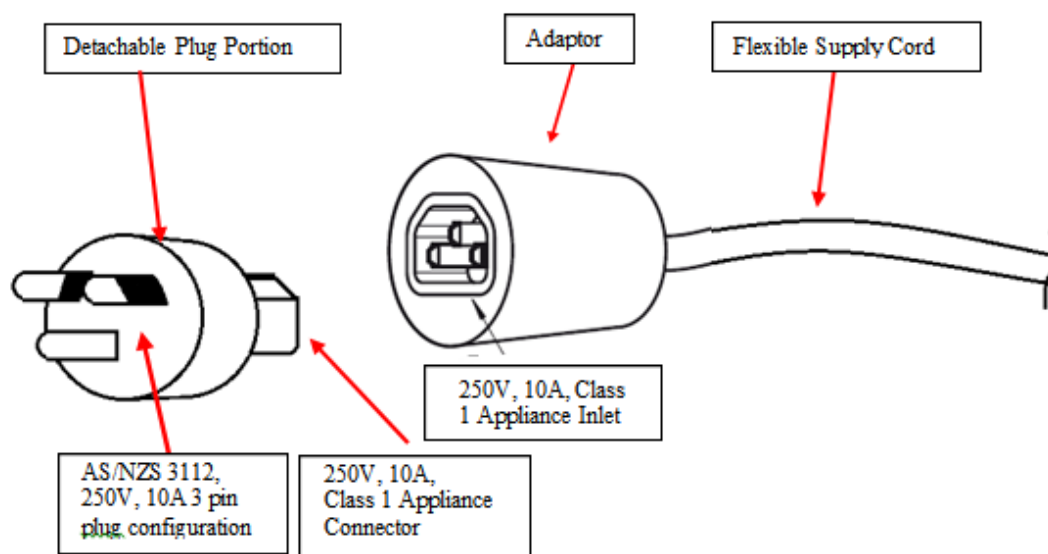 Detachable Plug Portion
Adaptor
Flexible Supply Cord
250V, 10A, Class
1 Appliance Inlet
AS/NZS 3112,
250V, 10A 3 pin
plug configuration
250V, 10A,
Class 1 Appliance
Connector